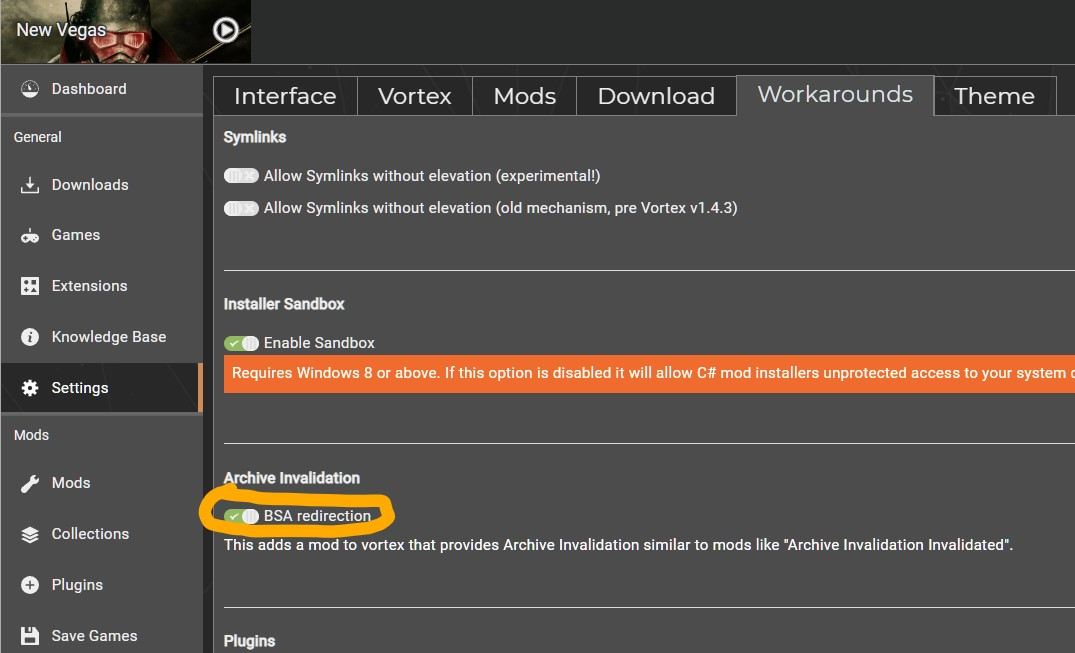 New Vegas
Dashboard
General
Downloads
Games
Extensions
Knowledge Base
Settings
Mods
Mods
Collections
Plugins
Save Games
Interface
Vortex
Mods
Download
Workarounds
Theme
Symlinks
Allow Symlinks without elevation (experimental!)
Allow Symlinks without elevation (old mechanism, pre Vortex v1.4.3)
Installer Sandbox
Enable Sandbox
Requires Windows 8 or above. If this option is disabled it will allow C# mod installers unprotected access to your system
Archive Invalidation
BSA redirection
This adds a mod to vortex that provides Archive Invalidation similar to mods like "Archive Invalidation Invalidated".
Plugins